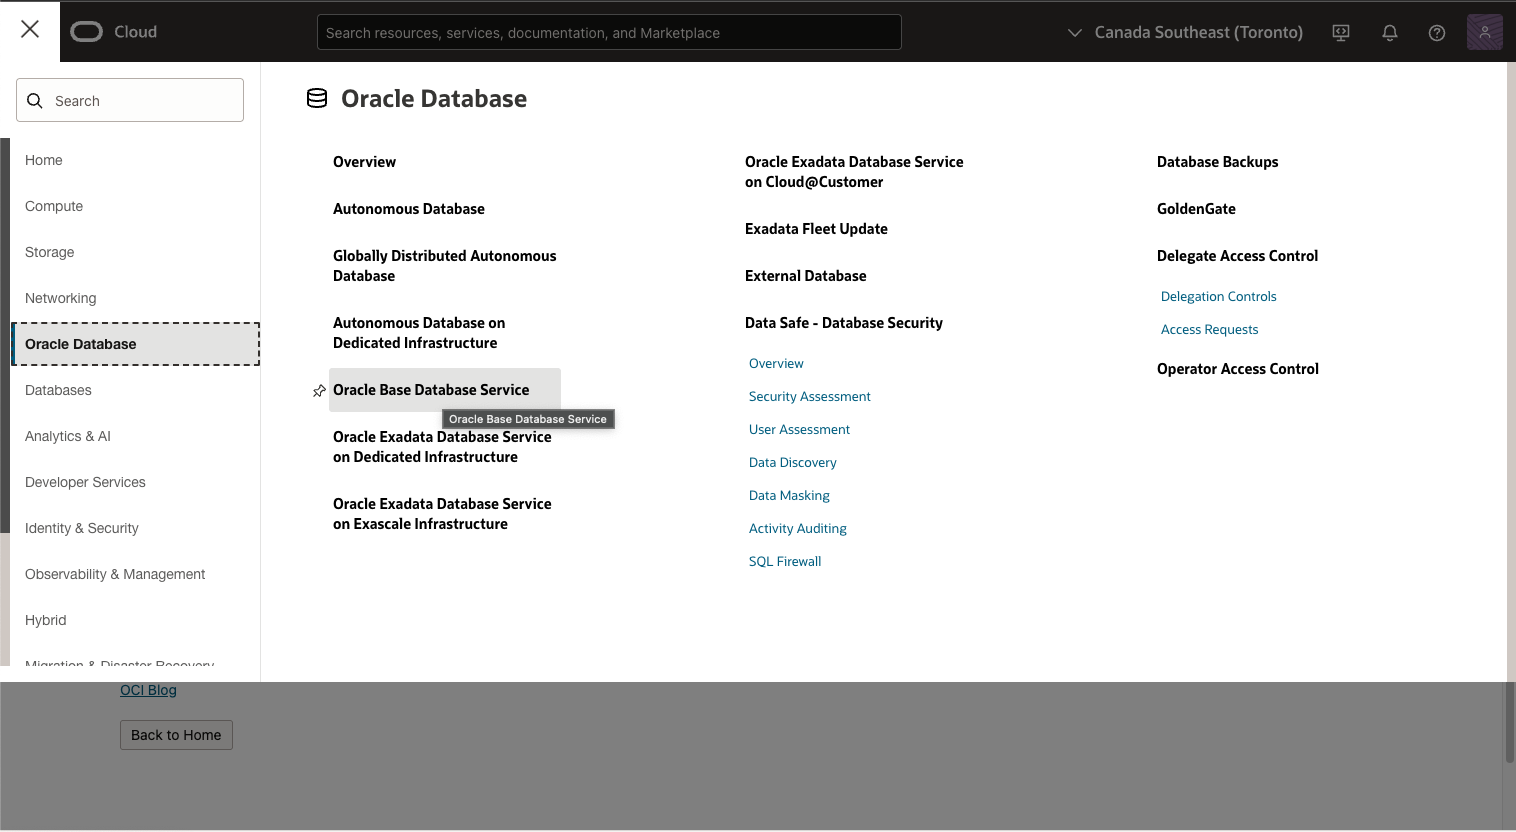 Cloud
Search resources, services, documentation, and Marketplace
Canada Southeast (Toronto)
Search
Home
Compute
Storage
Networking
Oracle Database
Databases
Analytics & AI
Developer Services
Identity & Security
Observability & Management
Hybrid
Migration & Disaster Recovery
Oracle Database
Overview
Autonomous Database
Globally Distributed Autonomous
Database
Autonomous Database on
Dedicated Infrastructure
Oracle Base Database Service
Oracle Base Database Service
Oracle Exadata Database Service
on Dedicated Infrastructure
Oracle Exadata Database Service
on Exascale Infrastructure
Oracle Exadata Database Service
on Cloud@Customer
Exadata Fleet Update
External Database
Data Safe - Database Security
Overview
Security Assessment
User Assessment
Data Discovery
Data Masking
Activity Auditing
SQL Firewall
Database Backups
GoldenGate
Delegate Access Control
Delegation Controls
Access Requests
Operator Access Control
OCI Blog
Back to Home